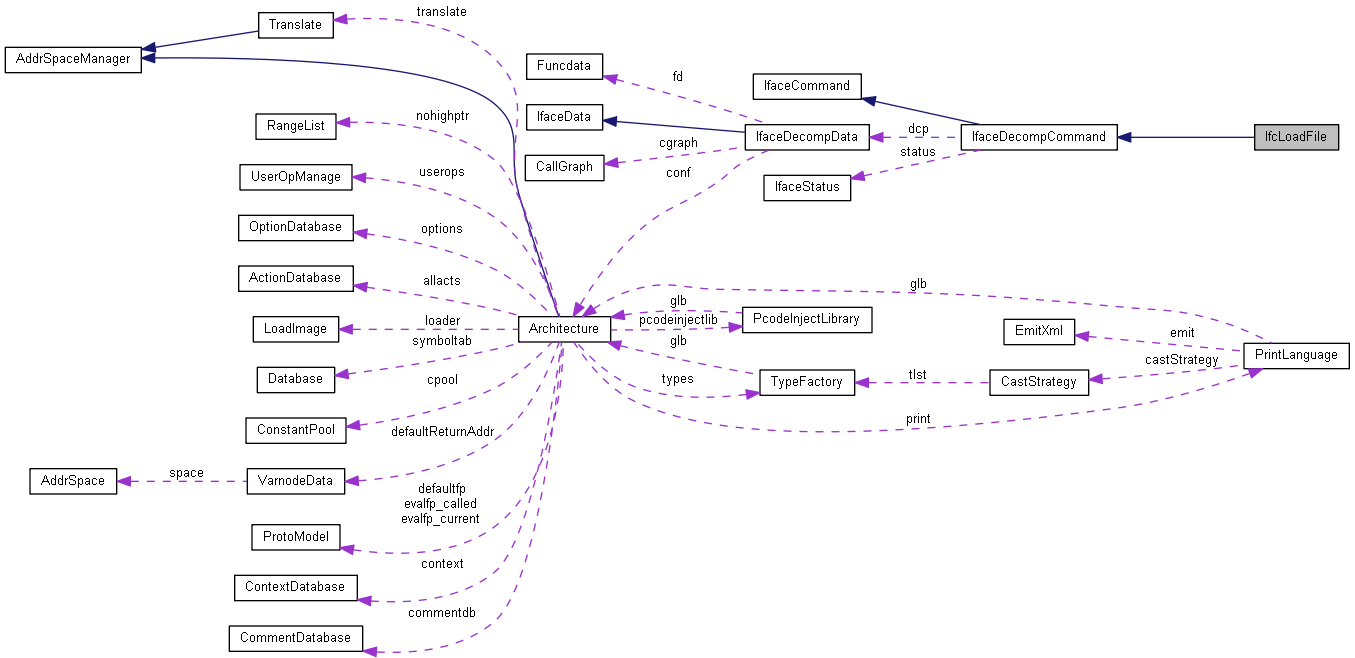 translate
Translate
AddrSpaceManager
Funcdata
fd
IfaceCommand
nohighptr
RangeList
IfaceData
IfaceDecompData
dcp
IfaceDecompCommand
IfcLoadFile
cgraph
status
CallGraph
conf
userops
UserOpManage
IfaceStatus
options
OptionDatabase
allacts
ActionDatabase
glb
glb
loader
LoadImage
Architecture
pcodeinjectlib
PcodeInjectLibrary
EmitXml
emit
symboltab
glb
castStrategy
PrintLanguage
Database
cpool
types
TypeFactory
tlst
CastStrategy
print
ConstantPool
defaultReturnAddr
space
AddrSpace
VarnodeData
defaultfp
evalfp_called
evalfp_current
ProtoModel
context
ContextDatabase
commentdb
CommentDatabase